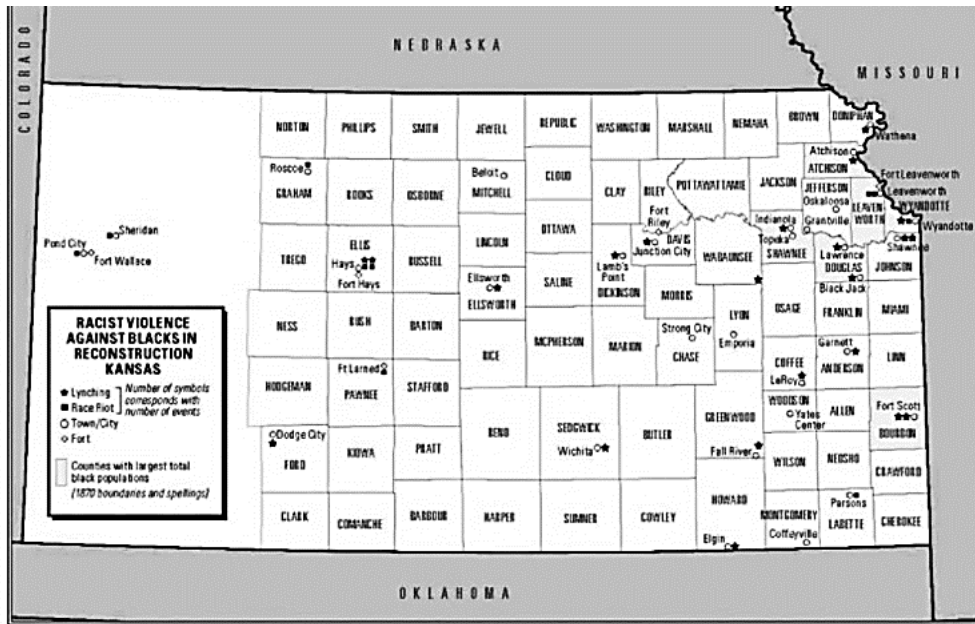 NEBRASKA
COLORADO
MISSOURI
NORTON
PHILLIPS
SMITH
JEWELL
REPUBLIC
WASHINGTON
MARSHALL
NEMAHA
BROWN
DONIPHAN
Wathena
Atchison
ATCHISON
Roscoe
GRAHAM
ROOKS
OSBORNE
Beloit
MITCHELL
CLOUD
CLAY
RILEY
POTTAWATTAMIE
JACKSON
JEFFERSON
Oskaloosa
Fort Leavenworth
Leavenworth
LEAVEN-
WORTH
WYANDOTTE
Wyandotte
Fort
Riley
Indianola
Topeka
SHAWNEE
Grantville
Shawnee
Sheridan
Pond City
Fort Wallace
TREGO
ELLIS
Hays
Fort Hays
RUSSELL
LINCOLN
Ellsworth
ELLSWORTH
OTTAWA
SALINE
Lamb's
Point
DICKINSON
DAVIS
Junction City
WABAUNSEE
Lawrence
DOUGLAS
Black Jack
JOHNSON
MORRIS
OSAGE
FRANKLIN
MIAMI
NESS
RUSH
BARTON
RICE
MCPHERSON
MARION
Strong City
CHASE
LYON
Emporia
COFFEE
LeRoy
Garnett
ANDERSON
LINN
HODGEMAN
Ft Larned
PAWNEE
STAFFORD
RENO
SEDGWICK
Wichita
BUTLER
GREENWOOD
Fall River
WOODSON
Yates
Center
ALLEN
Fort Scott
BOURBON
Dodge City
FORD
KIOWA
PRATT
WILSON
NEOSHO
CRAWFORD
CLARK
COMANCHE
BARBOUR
HARPER
SUMNER
COWLEY
HOWARD
Elgin
MONTGOMERY
Coffeyville
Parsons
LABETTE
CHEROKEE
OKLAHOMA
RACIST VIOLENCE
AGAINST BLACKS IN
RECONSTRUCTION
KANSAS
Lynching
Race Riot
Number of symbols
corresponds with
number of events
Town/City
Fort
Counties with largest total
black populations
(1870 boundaries and spellings)